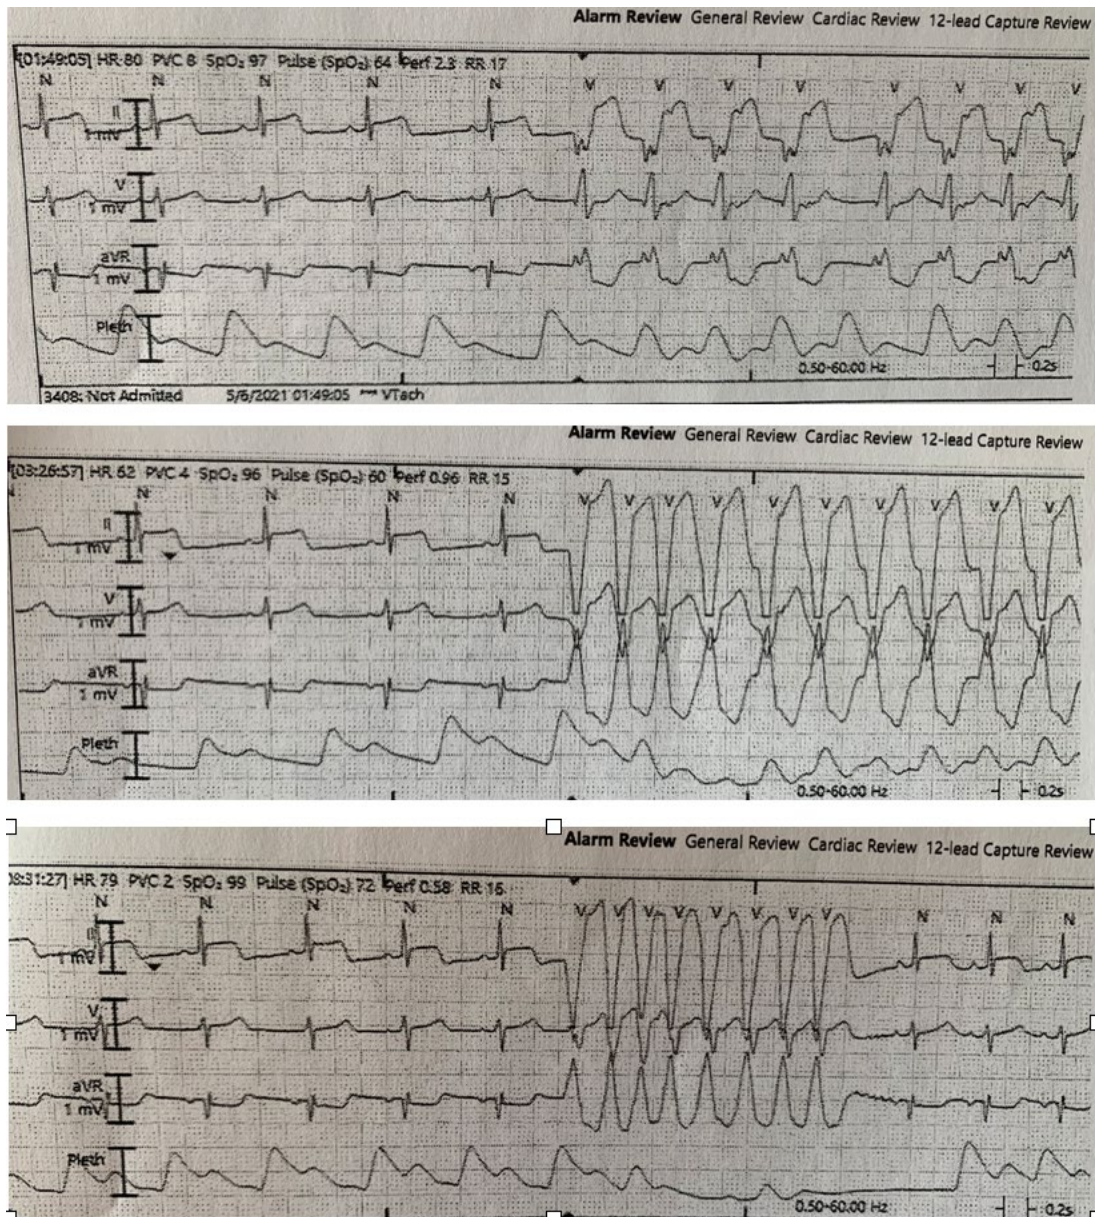 Alarm Review General Review Cardiac Review 12-lead Capture Review
[01:49:05] HR 80 PVC 8 SpO₂ 97 Pulse (SpO₂) 64 Perf 2.3 RR 17
N N N N N V V V V V V V V
II
1 mV
V
1 mV
aVR
1 mV
Pleth
0.50-60.00 Hz 0.2s
3408: Not Admitted 5/6/2021 01:49:05 *** VTach
Alarm Review General Review Cardiac Review 12-lead Capture Review
[03:26:57] HR 62 PVC 4 SpO₂ 96 Pulse (SpO₂) 60 Perf 0.96 RR 15
N N N N V V V V V V V V V V
II
1 mV
V
1 mV
aVR
1 mV
Pleth
0.50-60.00 Hz 0.2s
Alarm Review General Review Cardiac Review 12-lead Capture Review
08:31:27] HR 79 PVC 2 SpO₂ 99 Pulse (SpO₂) 72 Perf 0.58 RR 16
N N N N N V V V V V V V V N N N
II
1 mV
V
1 mV
aVR
1 mV
Pleth
0.50-60.00 Hz 0.2s